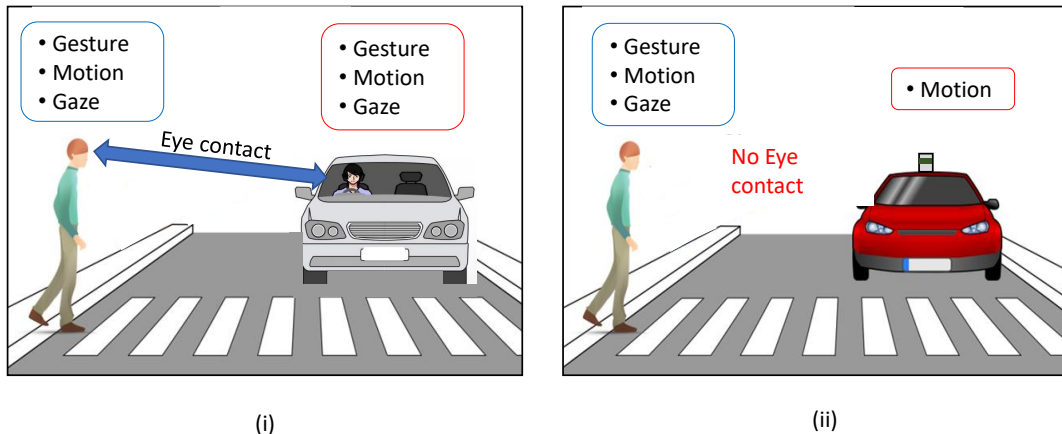 • Gesture
• Motion
• Gaze
• Gesture
• Motion
• Gaze
Eye contact
(i)
• Gesture
• Motion
• Gaze
• Motion
No Eye
contact
(ii)